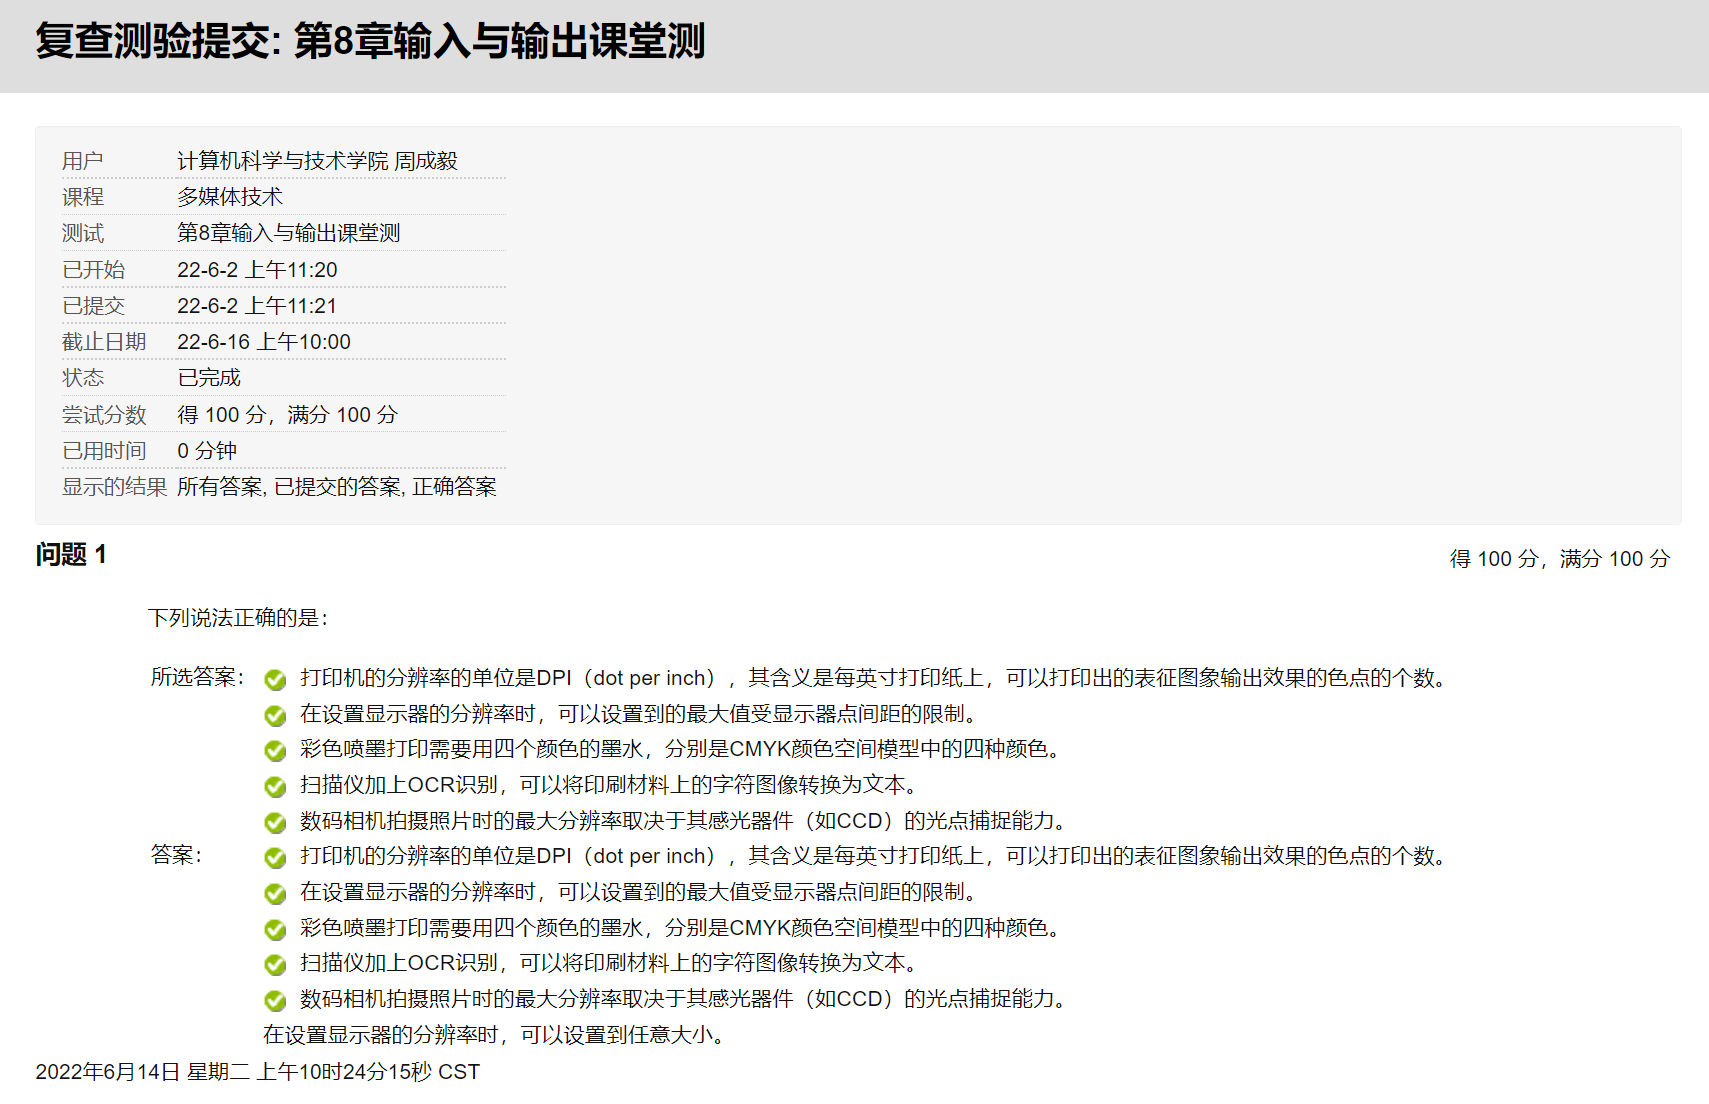 复查测验提交: 第8章输入与输出课堂测
用户 计算机科学与技术学院 周成毅
课程 多媒体技术
测试 第8章输入与输出课堂测
已开始 22-6-2 上午11:20
已提交 22-6-2 上午11:21
截止日期 22-6-16 上午10:00
状态 已完成
尝试分数 得 100 分，满分 100 分
已用时间 0 分钟
显示的结果 所有答案, 已提交的答案, 正确答案
问题 1 得 100 分，满分 100 分
下列说法正确的是：
所选答案： 打印机的分辨率的单位是DPI（dot per inch），其含义是每英寸打印纸上，可以打印出的表征图象输出效果的色点的个数。
在设置显示器的分辨率时，可以设置到的最大值受显示器点间距的限制。
彩色喷墨打印需要用四个颜色的墨水，分别是CMYK颜色空间模型中的四种颜色。
扫描仪加上OCR识别，可以将印刷材料上的字符图像转换为文本。
数码相机拍摄照片时的最大分辨率取决于其感光器件（如CCD）的光点捕捉能力。
答案： 打印机的分辨率的单位是DPI（dot per inch），其含义是每英寸打印纸上，可以打印出的表征图象输出效果的色点的个数。
在设置显示器的分辨率时，可以设置到的最大值受显示器点间距的限制。
彩色喷墨打印需要用四个颜色的墨水，分别是CMYK颜色空间模型中的四种颜色。
扫描仪加上OCR识别，可以将印刷材料上的字符图像转换为文本。
数码相机拍摄照片时的最大分辨率取决于其感光器件（如CCD）的光点捕捉能力。
在设置显示器的分辨率时，可以设置到任意大小。
2022年6月14日 星期二 上午10时24分15秒 CST